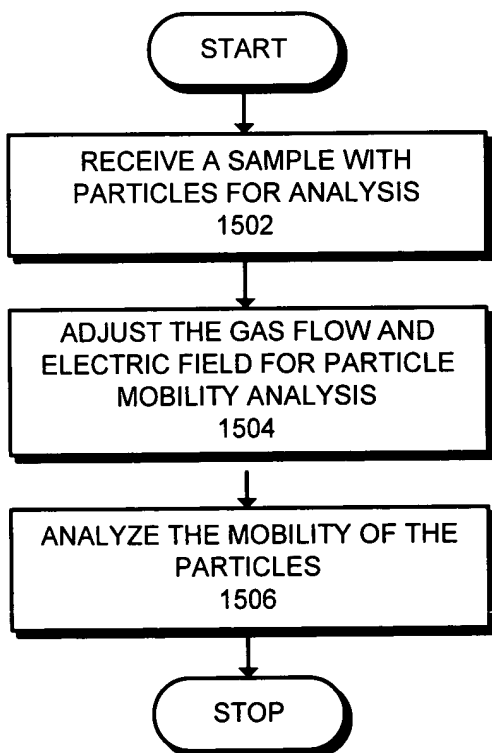 START
RECEIVE A SAMPLE WITH
PARTICLES FOR ANALYSIS
1502
ADJUST THE GAS FLOW AND
ELECTRIC FIELD FOR PARTICLE
MOBILITY ANALYSIS
1504
ANALYZE THE MOBILITY OF THE
PARTICLES
1506
STOP